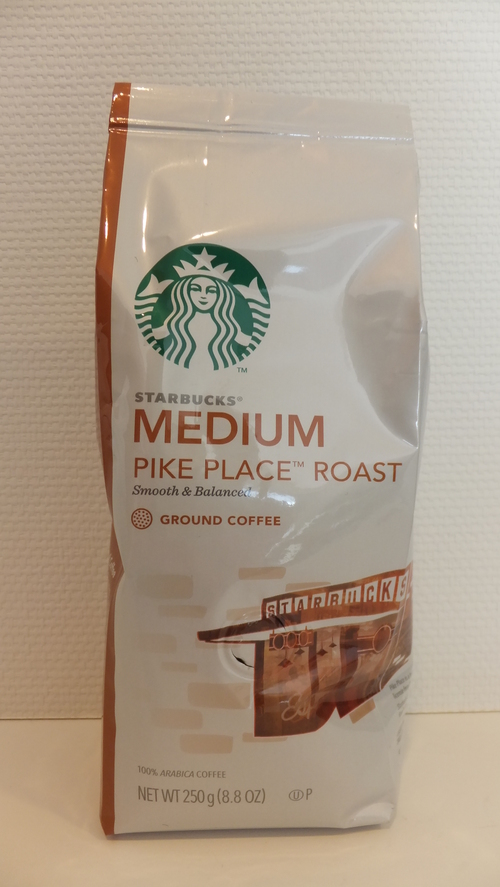 TM
STARBUCKS®
MEDIUM
PIKE PLACE™ ROAST
Smooth & Balanced
GROUND COFFEE
STARBUCKS
100% ARABICA COFFEE
NET WT 250 g (8.8 OZ) Ⓤ P